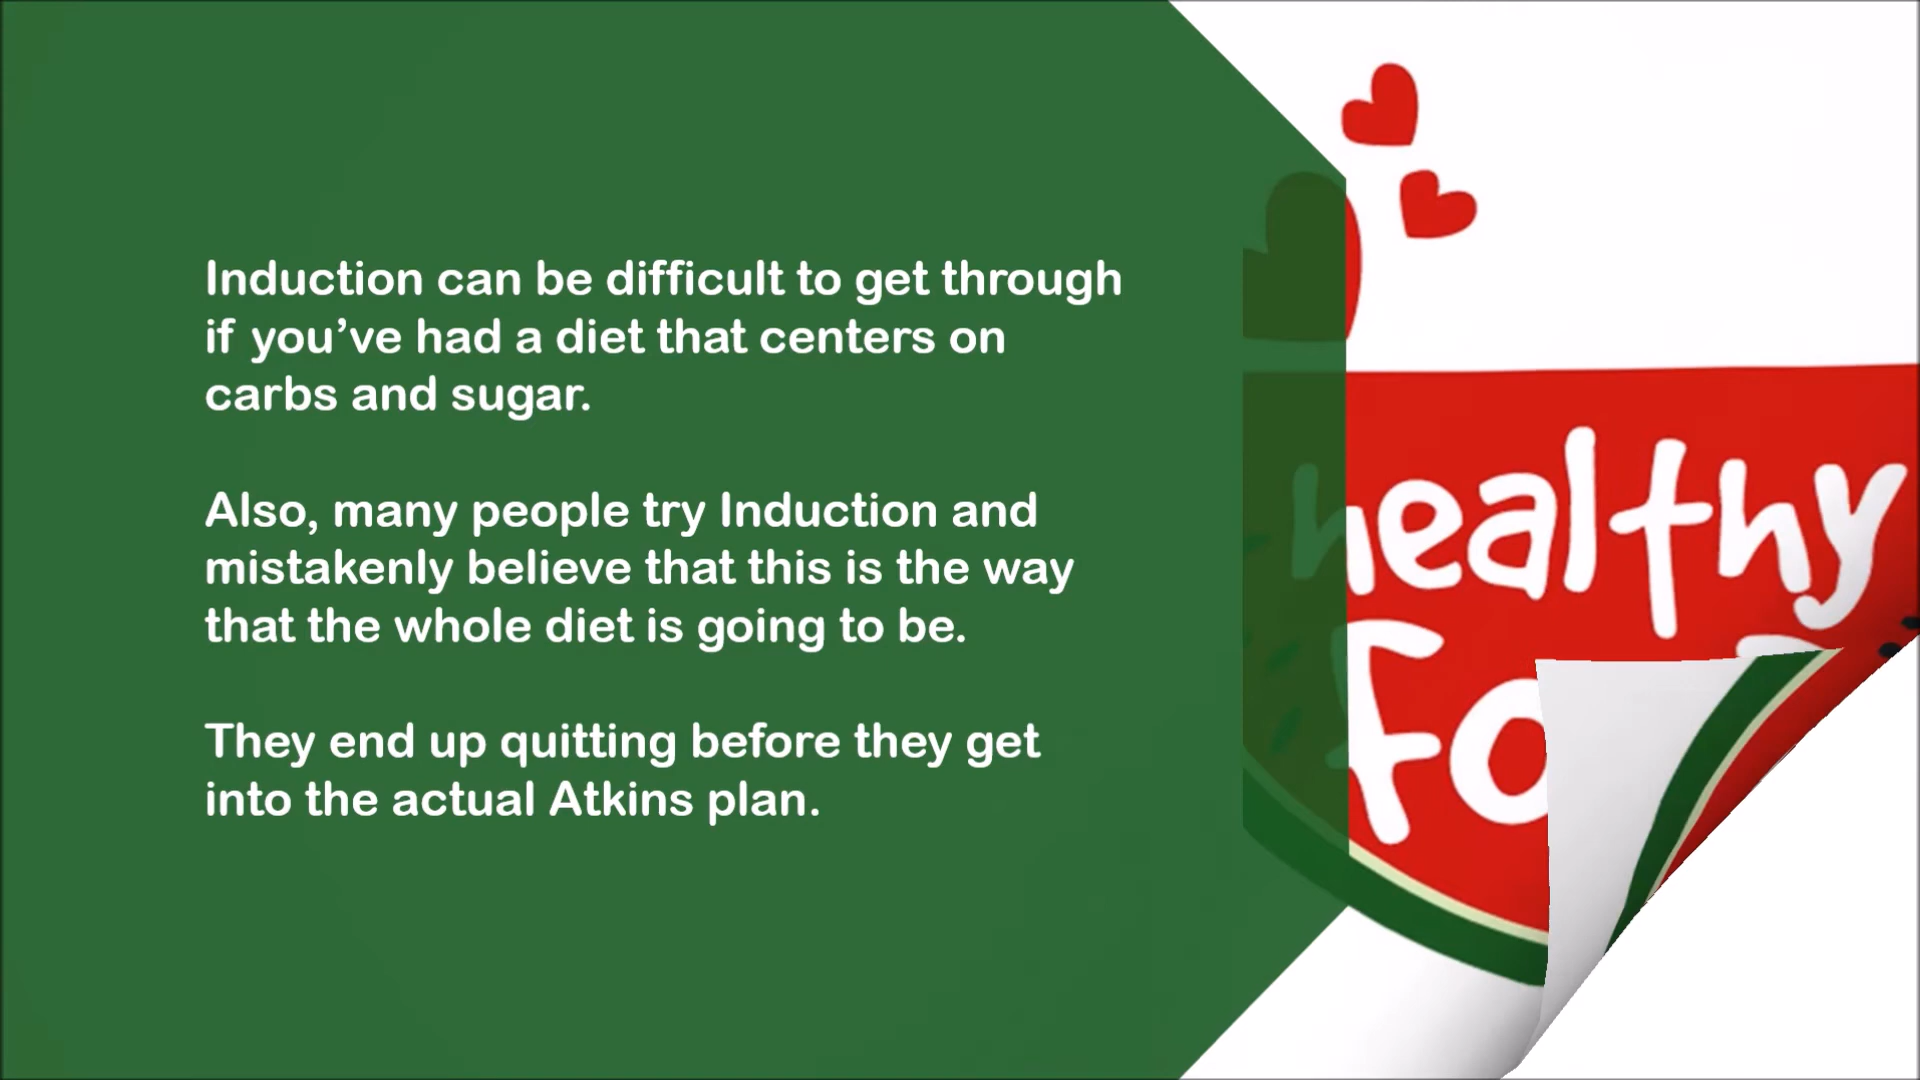 Induction can be difficult to get through
if you’ve had a diet that centers on
carbs and sugar.
Also, many people try Induction and
mistakenly believe that this is the way
that the whole diet is going to be.
They end up quitting before they get
into the actual Atkins plan.
healthy